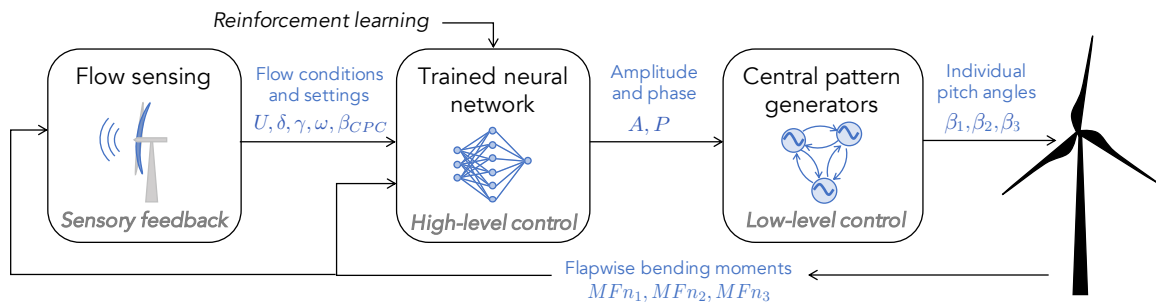 Reinforcement learning
Flow sensing
Sensory feedback
Flow conditions
and settings
U, δ, γ, ω, β_CPC
Trained neural
network
High-level control
Amplitude
and phase
A, P
Central pattern
generators
Low-level control
Individual
pitch angles
β₁, β₂, β₃
Flapwise bending moments
MFn₁, MFn₂, MFn₃